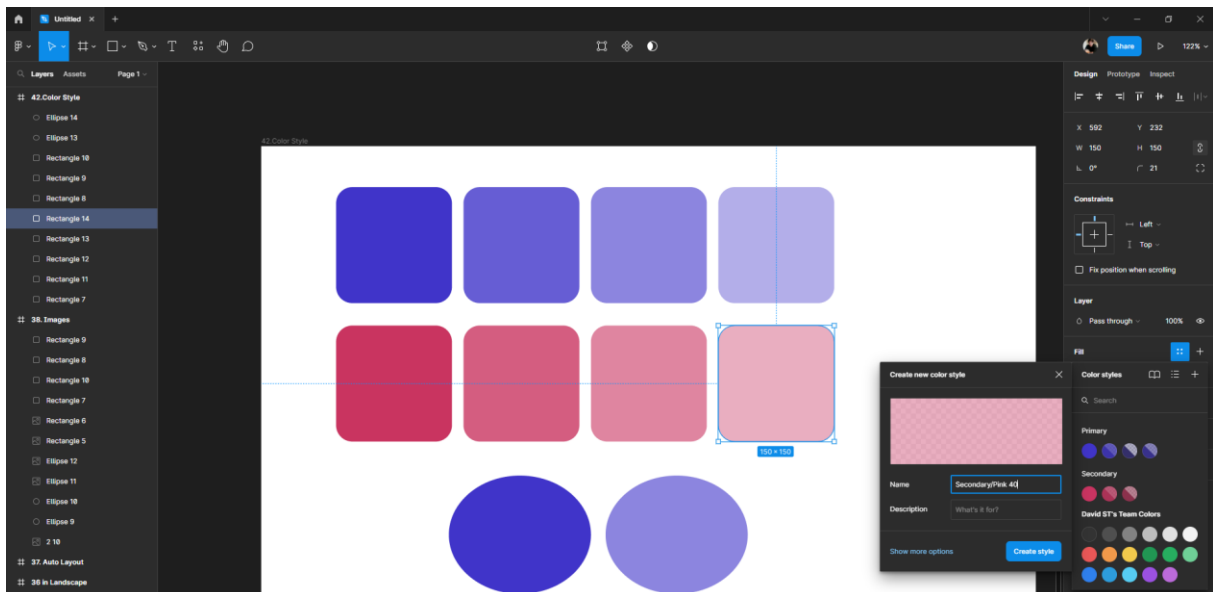 Untitled
Share
122%
Layers Assets Page 1
42.Color Style
Ellipse 14
Ellipse 13
Rectangle 10
Rectangle 9
Rectangle 8
Rectangle 14
Rectangle 13
Rectangle 12
Rectangle 11
Rectangle 7
38. Images
Rectangle 9
Rectangle 8
Rectangle 10
Rectangle 7
Rectangle 6
Rectangle 5
Ellipse 12
Ellipse 11
Ellipse 10
Ellipse 9
2 10
37. Auto Layout
36 in Landscape
42.Color Style
150 × 150
Design Prototype Inspect
X 592 Y 232
W 150 H 150
0° 21
Constraints
Left
Top
Fix position when scrolling
Layer
Pass through 100%
Fill
Create new color style
Name Secondary/Pink 40
Description What's it for?
Show more options Create style
Color styles
Search
Primary
Secondary
David ST's Team Colors